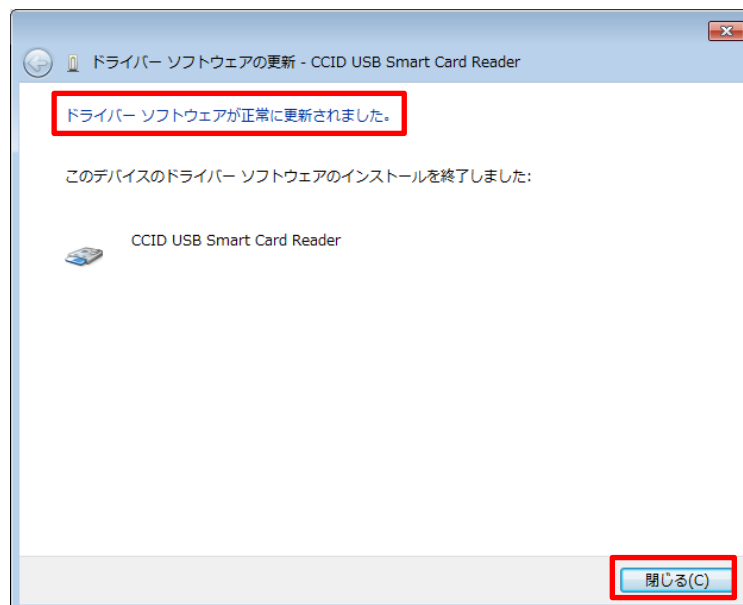 ドライバー ソフトウェアの更新 - CCID USB Smart Card Reader
ドライバー ソフトウェアが正常に更新されました。
このデバイスのドライバー ソフトウェアのインストールを終了しました:
CCID USB Smart Card Reader
閉じる(C)